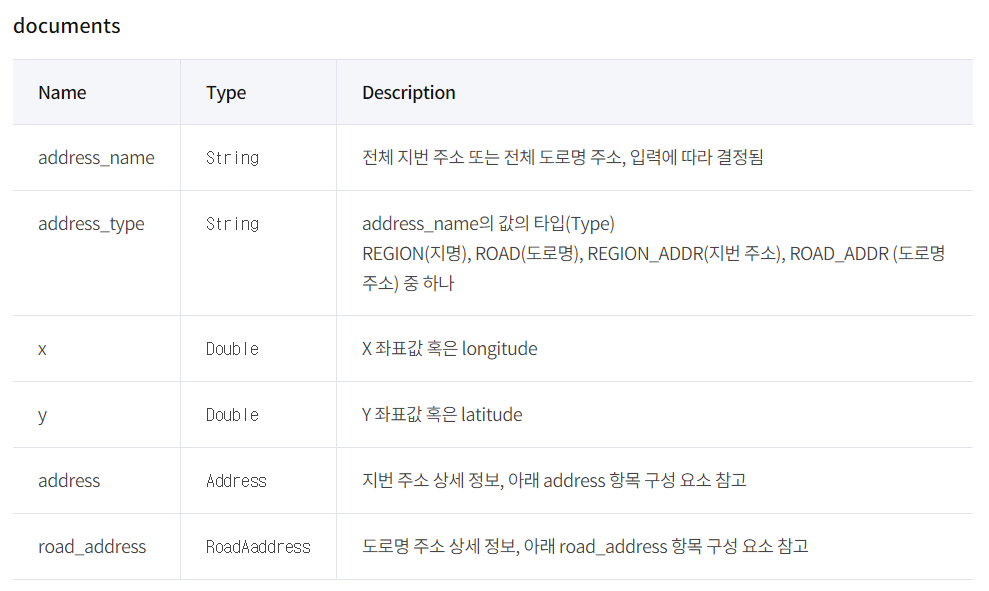 documents
Name Type Description
address_name String 전체 지번 주소 또는 전체 도로명 주소, 입력에 따라 결정됨
address_type String address_name의 값의 타입(Type)
REGION(지명), ROAD(도로명), REGION_ADDR(지번 주소), ROAD_ADDR (도로명
주소) 중 하나
x Double X 좌표값 혹은 longitude
y Double Y 좌표값 혹은 latitude
address Address 지번 주소 상세 정보, 아래 address 항목 구성 요소 참고
road_address RoadAaddress 도로명 주소 상세 정보, 아래 road_address 항목 구성 요소 참고